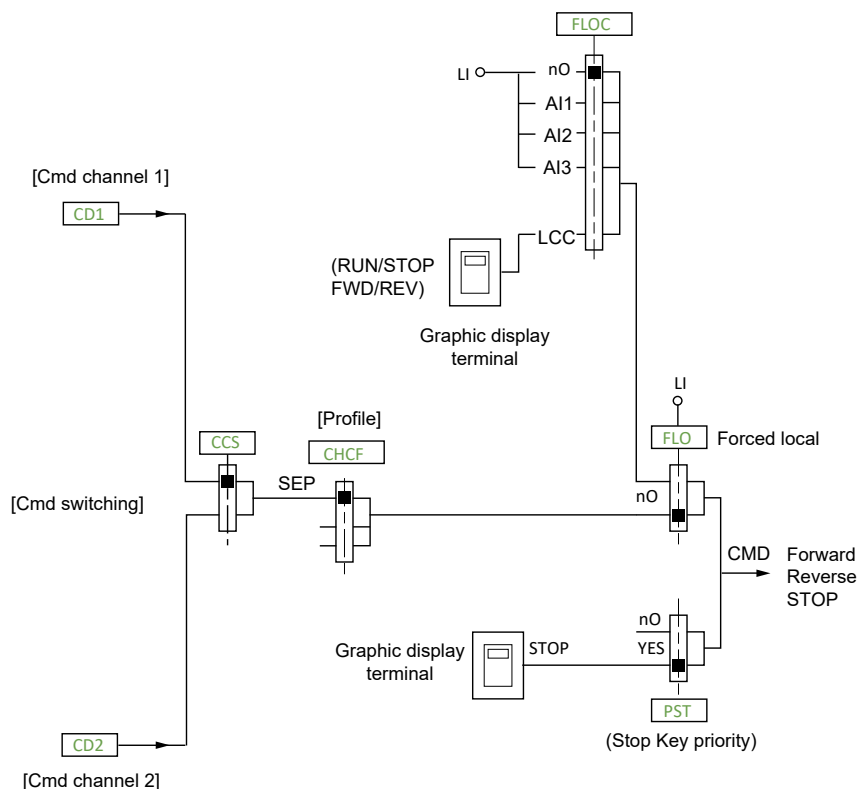 FLOC
LI
nO
AI1
AI2
AI3
LCC
[Cmd channel 1]
CD1
(RUN/STOP
FWD/REV)
Graphic display
terminal
LI
FLO
Forced local
[Profile]
CCS
CHCF
SEP
nO
[Cmd switching]
CMD
Forward
Reverse
STOP
nO
YES
Graphic display
terminal
STOP
PST
(Stop Key priority)
CD2
[Cmd channel 2]